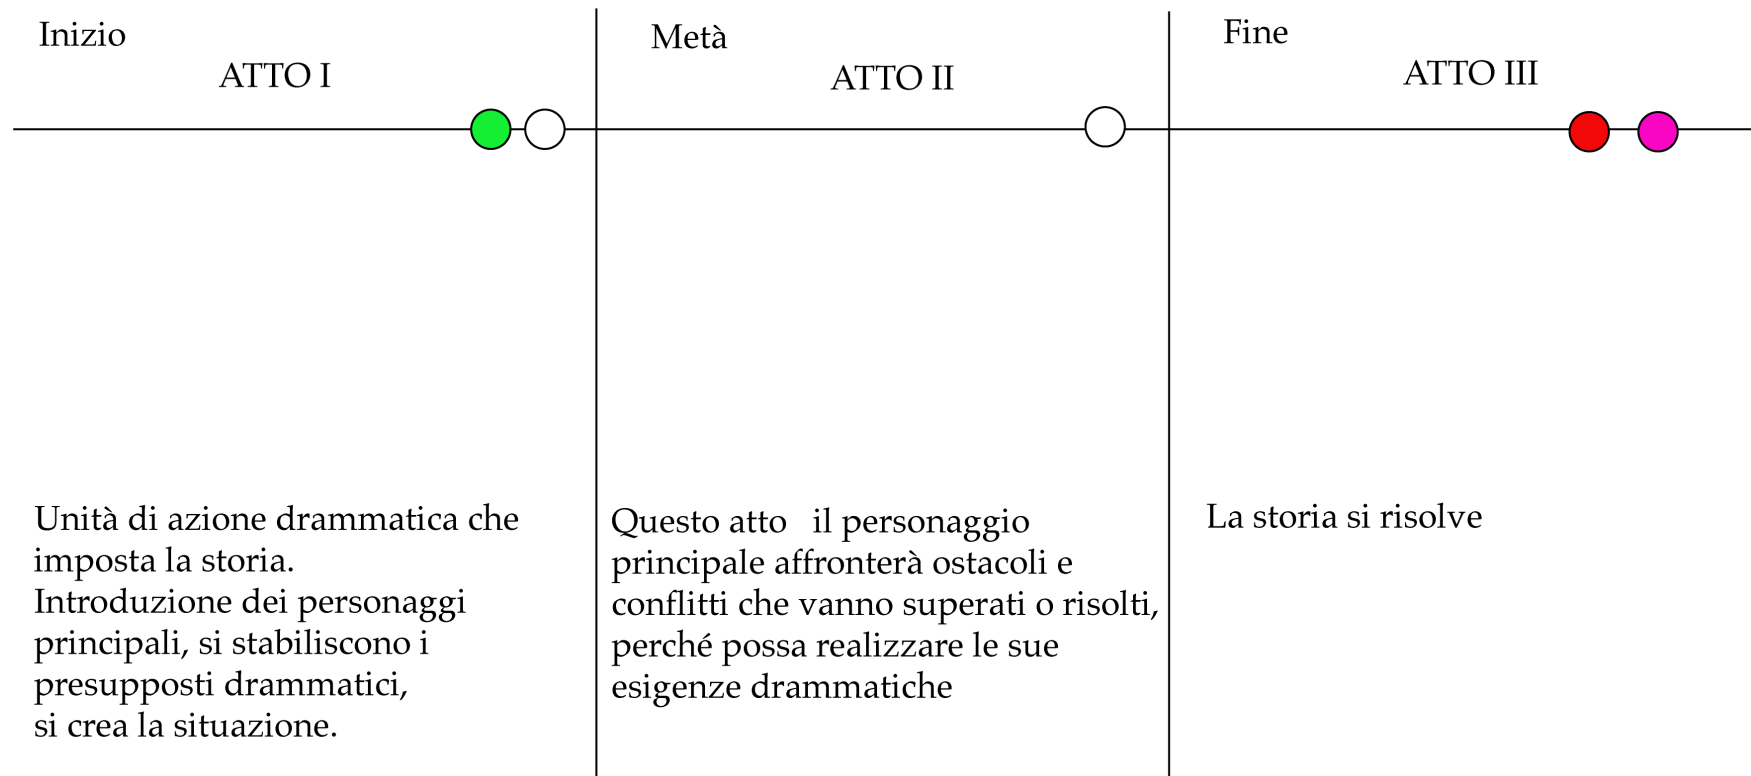 Inizio
ATTO I
Metà
ATTO II
Fine
ATTO III
Unità di azione drammatica che
imposta la storia.
Introduzione dei personaggi
principali, si stabiliscono i
presupposti drammatici,
si crea la situazione.
Questo atto il personaggio
principale affronterà ostacoli e
conflitti che vanno superati o risolti,
perché possa realizzare le sue
esigenze drammatiche
La storia si risolve